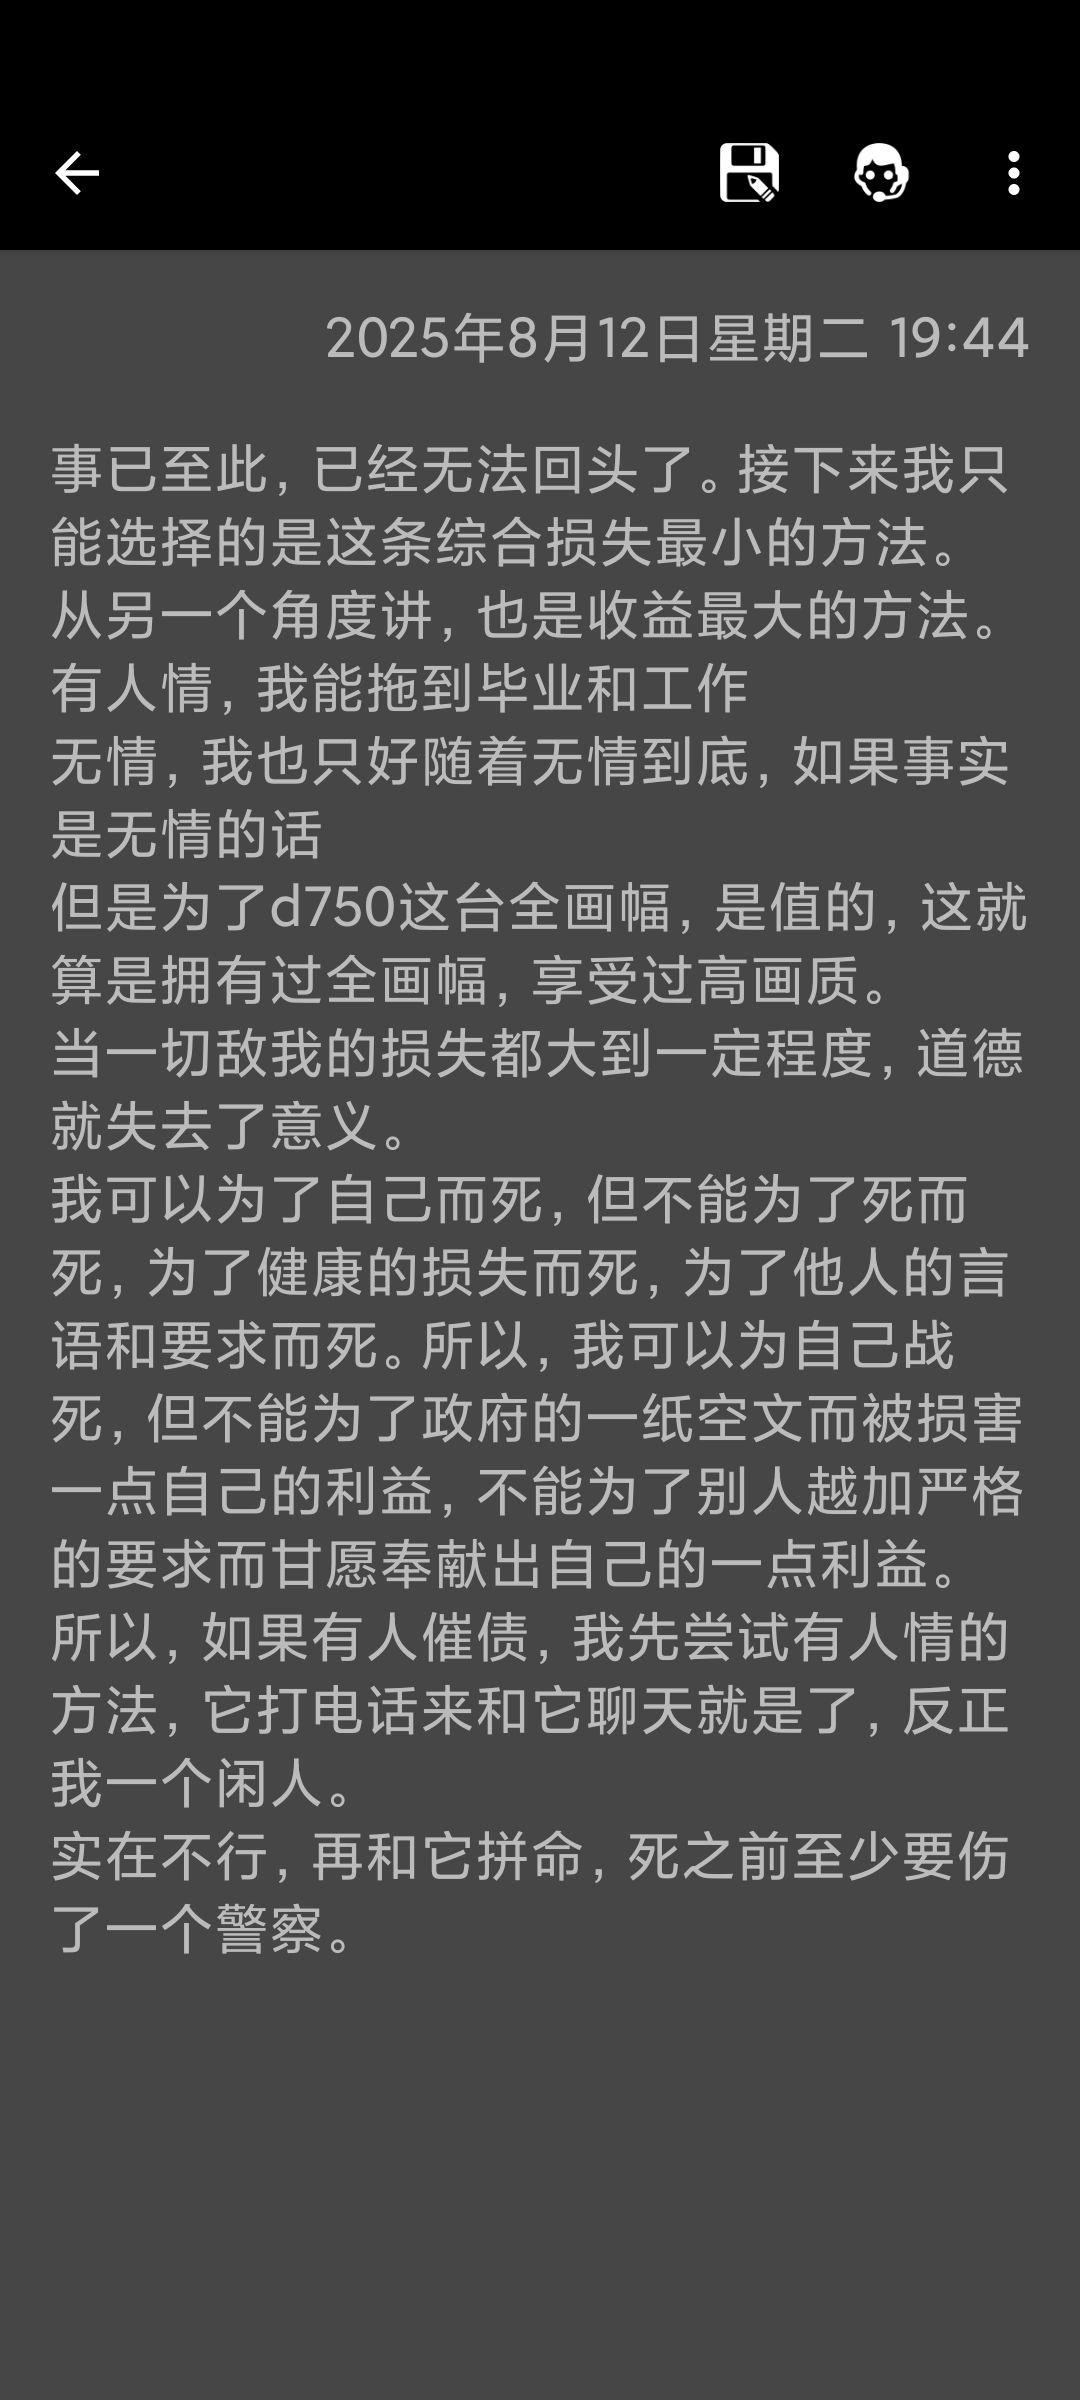 2025年8月12日星期二 19:44
事已至此，已经无法回头了。接下来我只
能选择的是这条综合损失最小的方法。
从另一个角度讲，也是收益最大的方法。
有人情，我能拖到毕业和工作
无情，我也只好随着无情到底，如果事实
是无情的话
但是为了d750这台全画幅，是值的，这就
算是拥有过全画幅，享受过高画质。
当一切敌我的损失都大到一定程度，道德
就失去了意义。
我可以为了自己而死，但不能为了死而
死，为了健康的损失而死，为了他人的言
语和要求而死。所以，我可以为自己战
死，但不能为了政府的一纸空文而被损害
一点自己的利益，不能为了别人越加严格
的要求而甘愿奉献出自己的一点利益。
所以，如果有人催债，我先尝试有人情的
方法，它打电话来和它聊天就是了，反正
我一个闲人。
实在不行，再和它拼命，死之前至少要伤
了一个警察。